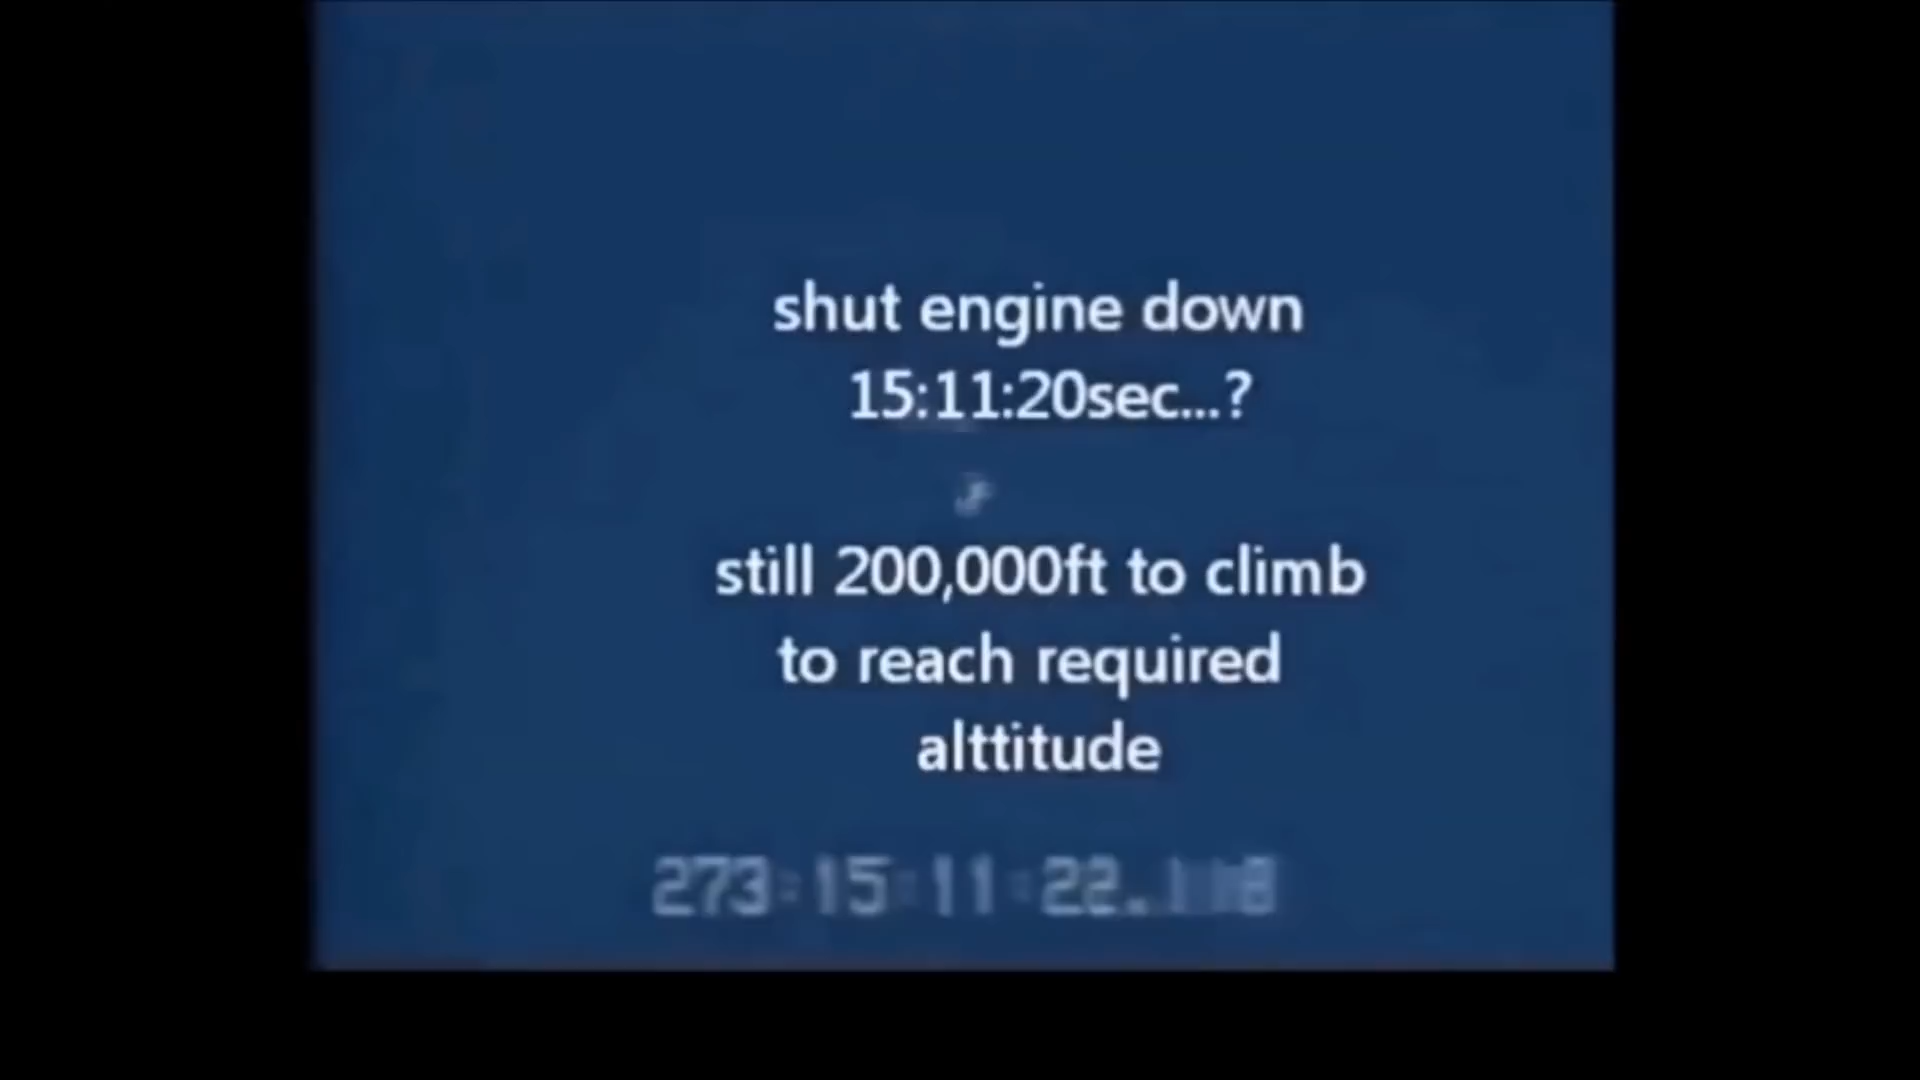 shut engine down
15:11:20sec...?
still 200,000ft to climb
to reach required
alttitude
273:15:11:22.